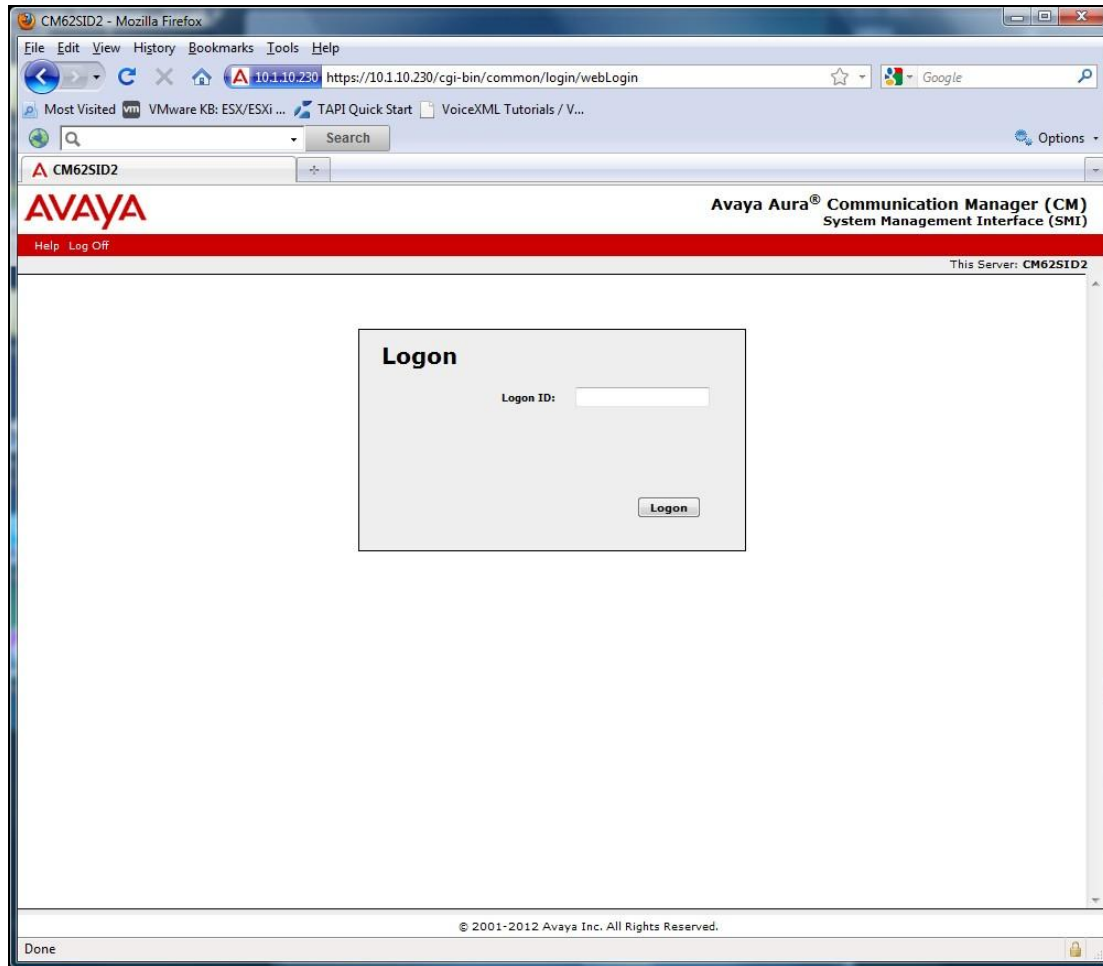 CM62SID2 - Mozilla Firefox
File Edit View History Bookmarks Tools Help
10.1.10.230 https://10.1.10.230/cgi-bin/common/login/webLogin Google
Most Visited VMware KB: ESX/ESXi ... TAPI Quick Start VoiceXML Tutorials / V...
Search Options
CM62SID2
AVAYA
Avaya Aura® Communication Manager (CM)
System Management Interface (SMI)
Help Log Off
This Server: CM62SID2
Logon
Logon ID:
Logon
© 2001-2012 Avaya Inc. All Rights Reserved.
Done